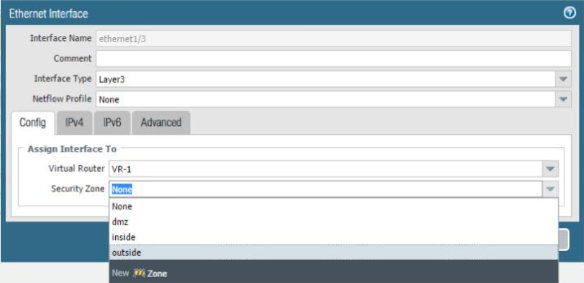 Ethernet Interface
Interface Name ethernet1/3
Comment
Interface Type Layer3
Netflow Profile None
Config IPv4 IPv6 Advanced
Assign Interface To
Virtual Router VR-1
Security Zone None
None
dmz
inside
outside
New Zone